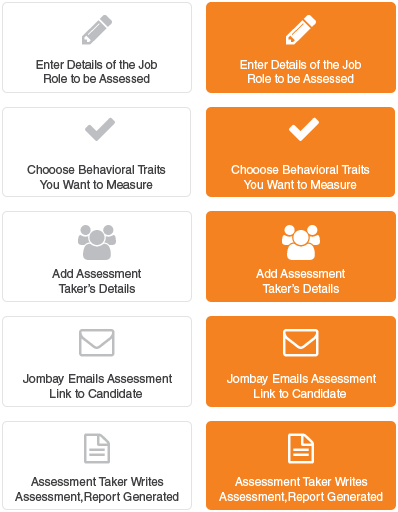 Enter Details of the Job
Role to be Assessed
Enter Details of the Job
Role to be Assessed
Chooose Behavioral Traits
You Want to Measure
Chooose Behavioral Traits
You Want to Measure
Add Assessment
Taker's Details
Add Assessment
Taker's Details
Jombay Emails Assessment
Link to Candidate
Jombay Emails Assessment
Link to Candidate
Assessment Taker Writes
Assessment,Report Generated
Assessment Taker Writes
Assessment,Report Generated